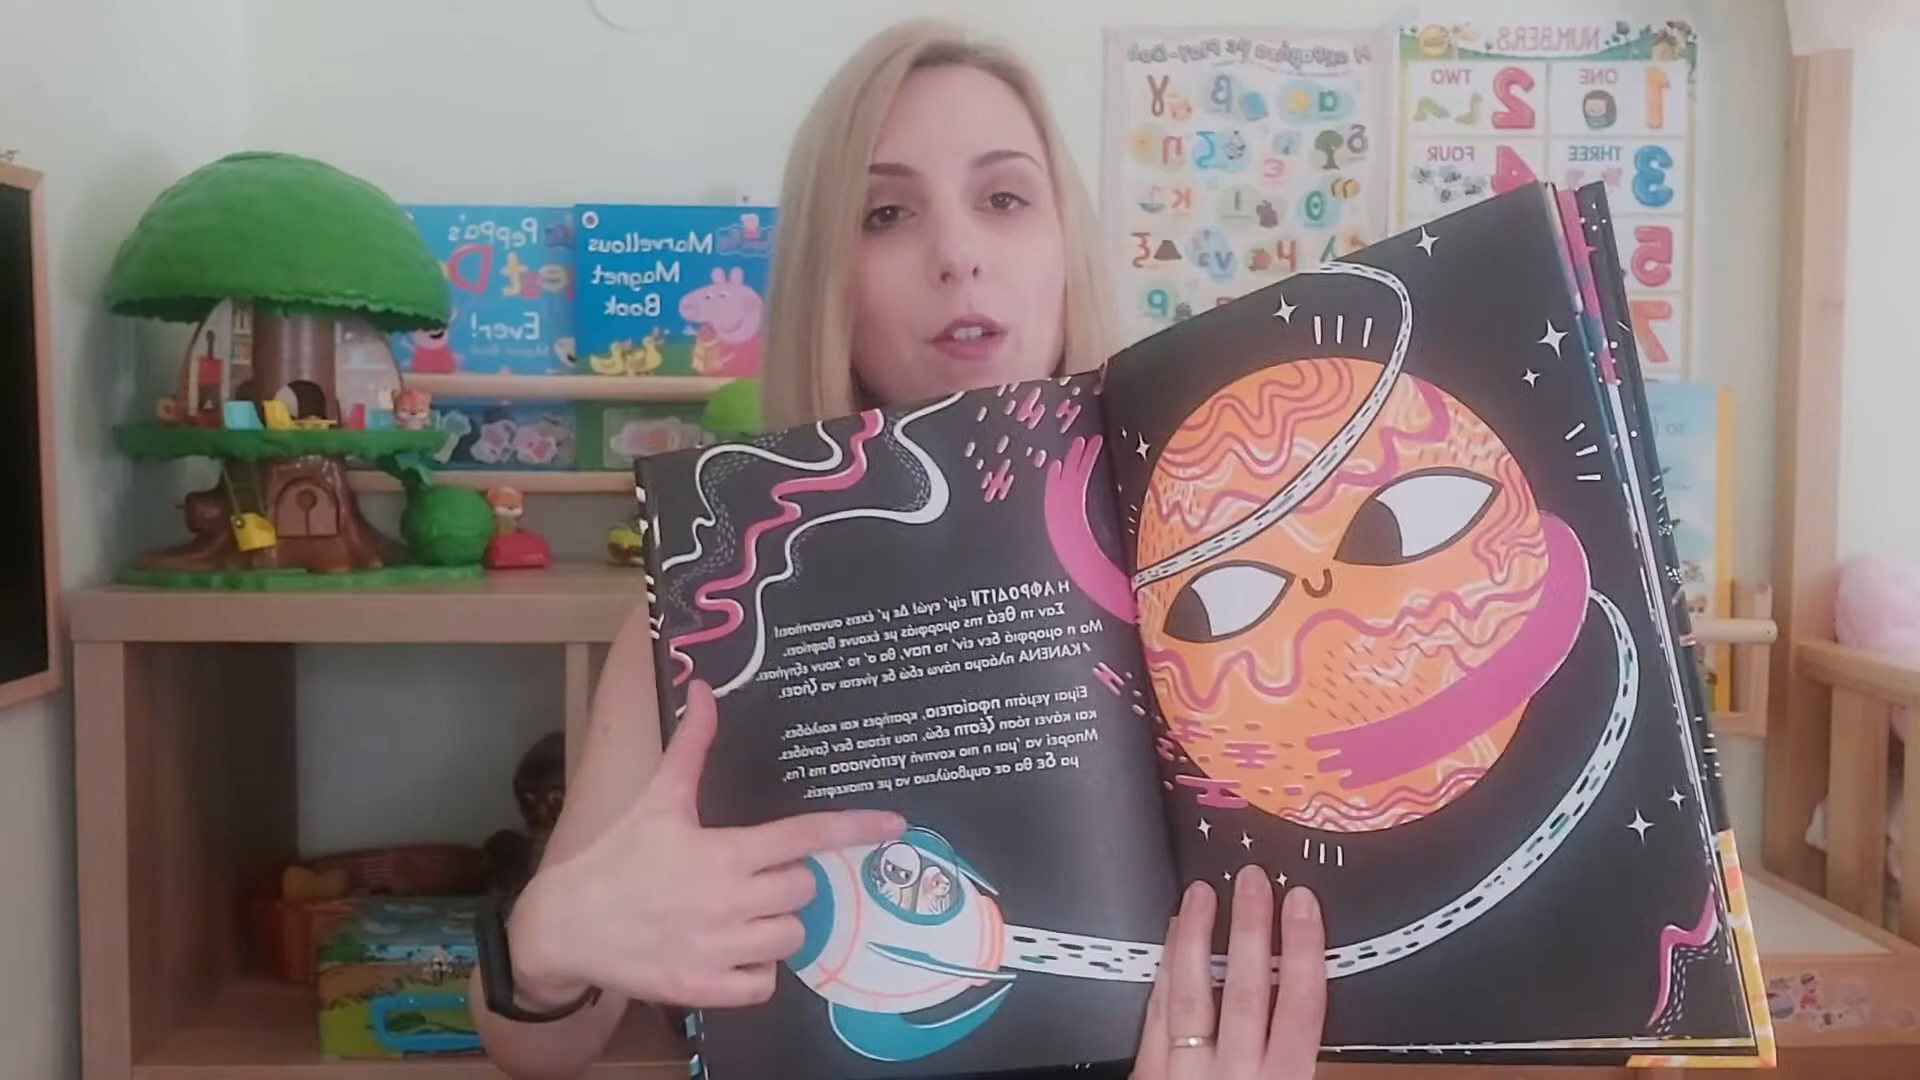 Peppa's
Best D
Ever!
Marvellous
Magnet
Book
NUMBERS
ONE
1
TWO
2
THREE
3
FOUR
4
5
7
γ
β
α
η
ζ
ε
δ
κ
ι
θ
ξ
ν
μ
λ
ρ
Η ΑΦΡΟΔΙΤΗ είμ' εγώ! Δε μ' έχεις συναντήσει!
Σαν τη θεά της ομορφιάς με έχουνε βαφτίσει.
Μα η ομορφιά δεν είν' το παν, θα σ' το 'χουν εξηγήσει,
ΚΑΝΕΝΑ πλάσμα πάνω εδώ δε γίνεται να ζήσει.
Είμαι γεμάτη ηφαίστεια, κρατήρες και κοιλάδες,
και κάνει τόση ζέστη εδώ, που τέτοια δεν ξανάδες.
Μπορεί να 'μαι η πιο κοντινή γειτόνισσα της Γης,
μα δε θα σε συμβούλευα να με επισκεφτείς.